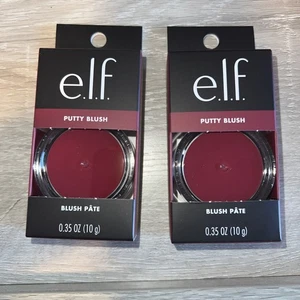 e.l.f.
PUTTY BLUSH
BLUSH PÂTE
0.35 OZ (10 g)
e.l.f.
PUTTY BLUSH
BLUSH PÂTE
0.35 OZ (10 g)